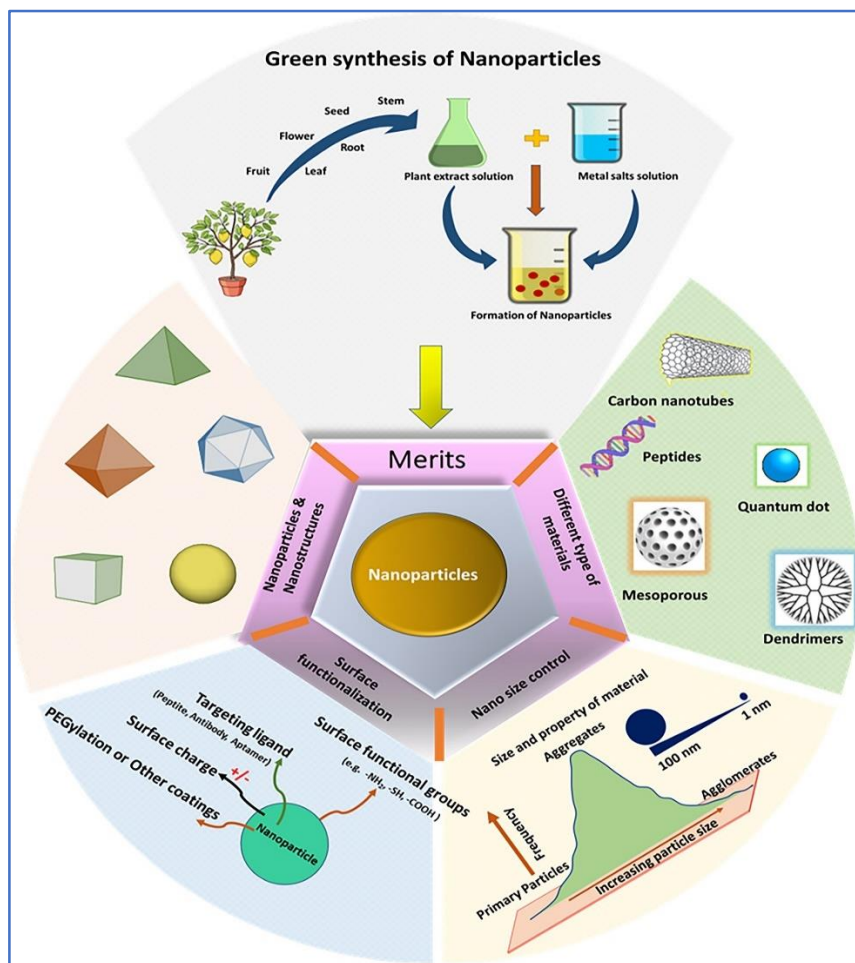 Green synthesis of Nanoparticles
Stem
Seed
Flower
Root
Fruit
Leaf
Plant extract solution
Metal salts solution
Formation of Nanoparticles
Merits
Nanoparticles &
Nanostructures
Different type of
materials
Nanoparticles
Surface
functionalization
Nano size control
Carbon nanotubes
Peptides
Quantum dot
Mesoporous
Dendrimers
Targeting ligand
(Peptite, Antibody, Aptamer)
Surface charge
+/-
PEGylation or Other coatings
Surface functional groups
(e.g. -NH₂, -SH, -COOH )
Nanoparticle
Size and property of material
Aggregates
1 nm
100 nm
Agglomerates
Frequency
Primary Particles
Increasing particle size